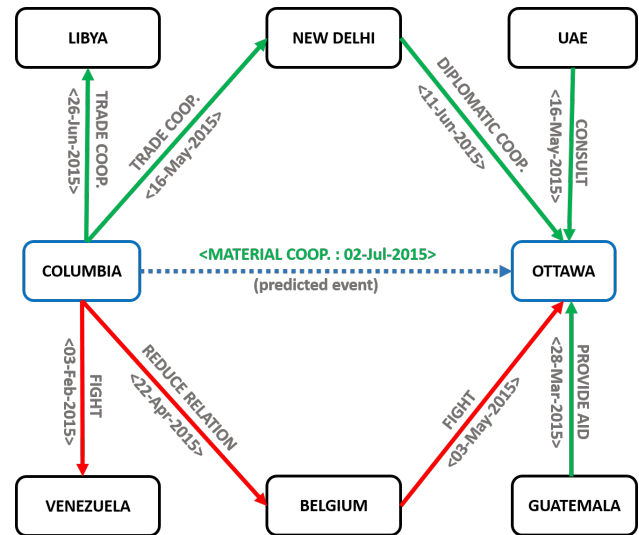 LIBYA
NEW DELHI
UAE
TRADE COOP.
<26-Jun-2015>
TRADE COOP.
<16-May-2015>
DIPLOMATIC COOP.
<11-Jun-2015>
CONSULT
<16-May-2015>
COLUMBIA
<MATERIAL COOP. : 02-Jul-2015>
(predicted event)
OTTAWA
FIGHT
<03-Feb-2015>
REDUCE RELATION
<22-Apr-2015>
FIGHT
<03-May-2015>
PROVIDE AID
<28-Mar-2015>
VENEZUELA
BELGIUM
GUATEMALA